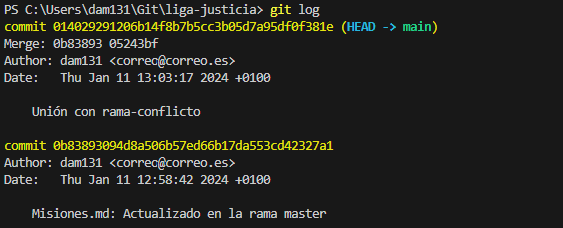 PS C:\Users\dam131\Git\liga-justicia> git log
commit 014029291206b14f8b7b5cc3b05d7a95df0f381e (HEAD -> main)
Merge: 0b83893 05243bf
Author: dam131 <correo@correo.es>
Date:   Thu Jan 11 13:03:17 2024 +0100

    Unión con rama-conflicto

commit 0b83893094d8a506b57ed66b17da553cd42327a1
Author: dam131 <correo@correo.es>
Date:   Thu Jan 11 12:58:42 2024 +0100

    Misiones.md: Actualizado en la rama master